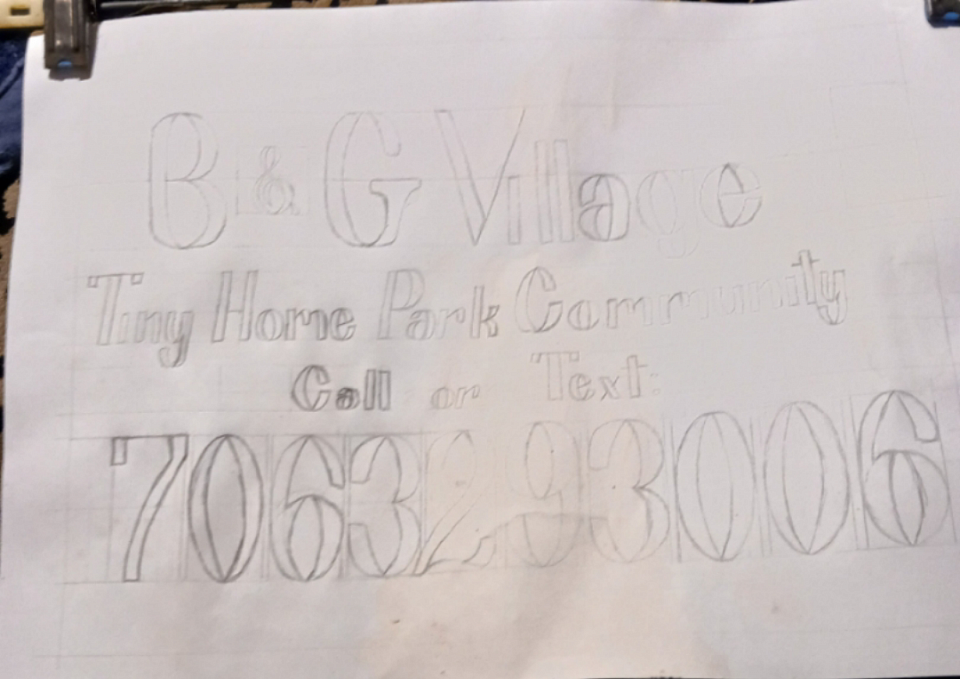 B & G Village
Tiny Home Park Community
Call or Text:
7063293006